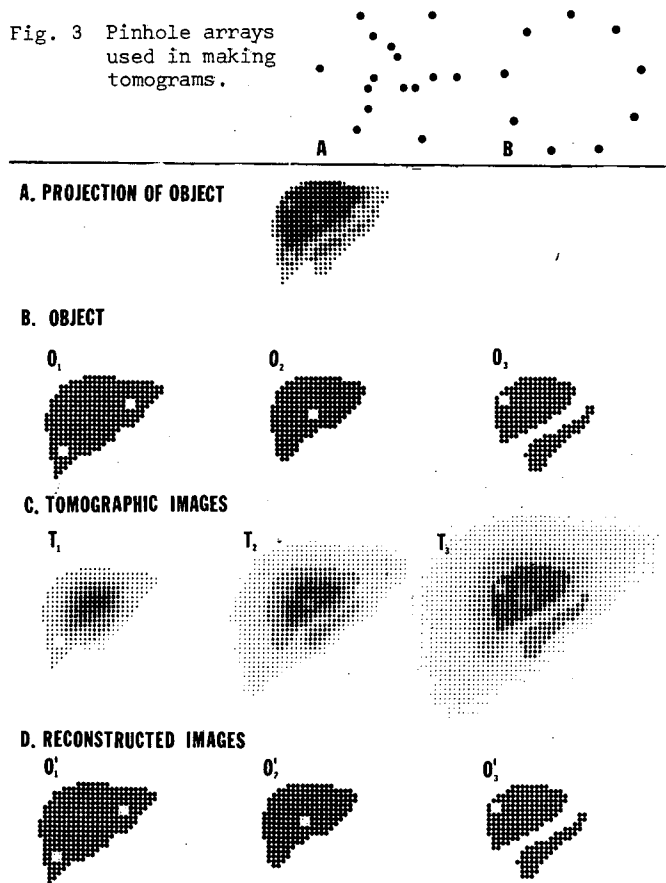 Fig. 3 Pinhole arrays
used in making
tomograms.
A B
A. PROJECTION OF OBJECT
B. OBJECT
O₁ O₂ O₃
C. TOMOGRAPHIC IMAGES
T₁ T₂ T₃
D. RECONSTRUCTED IMAGES
O'₁ O'₂ O'₃